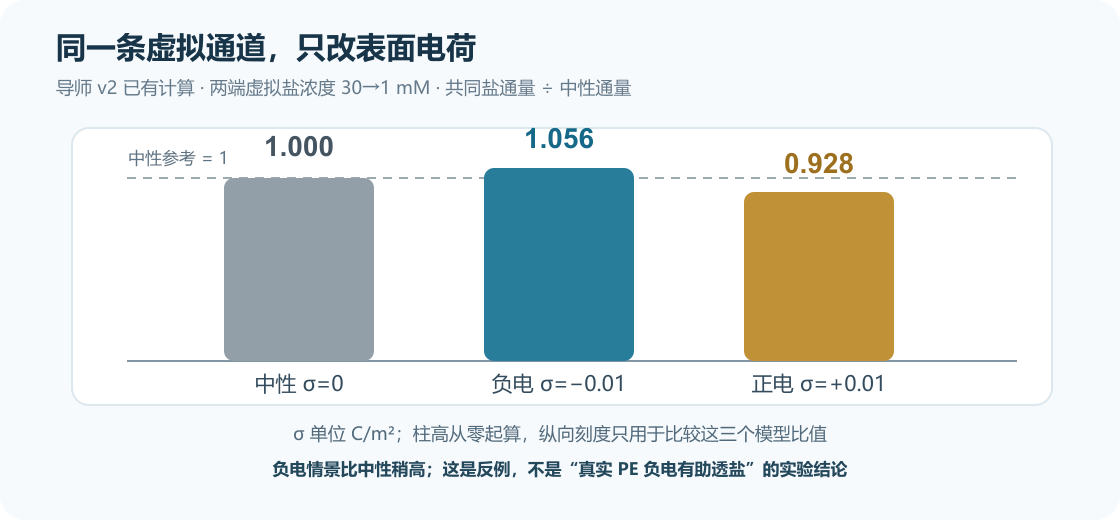 同一条虚拟通道，只改表面电荷
导师 v2 已有计算 · 两端虚拟盐浓度 30→1 mM · 共同盐通量 ÷ 中性通量
中性参考 = 1
1.000
1.056
0.928
中性 σ=0
负电 σ=−0.01
正电 σ=+0.01
σ 单位 C/m²；柱高从零起算，纵向刻度只用于比较这三个模型比值
负电情景比中性稍高；这是反例，不是“真实 PE 负电有助透盐”的实验结论